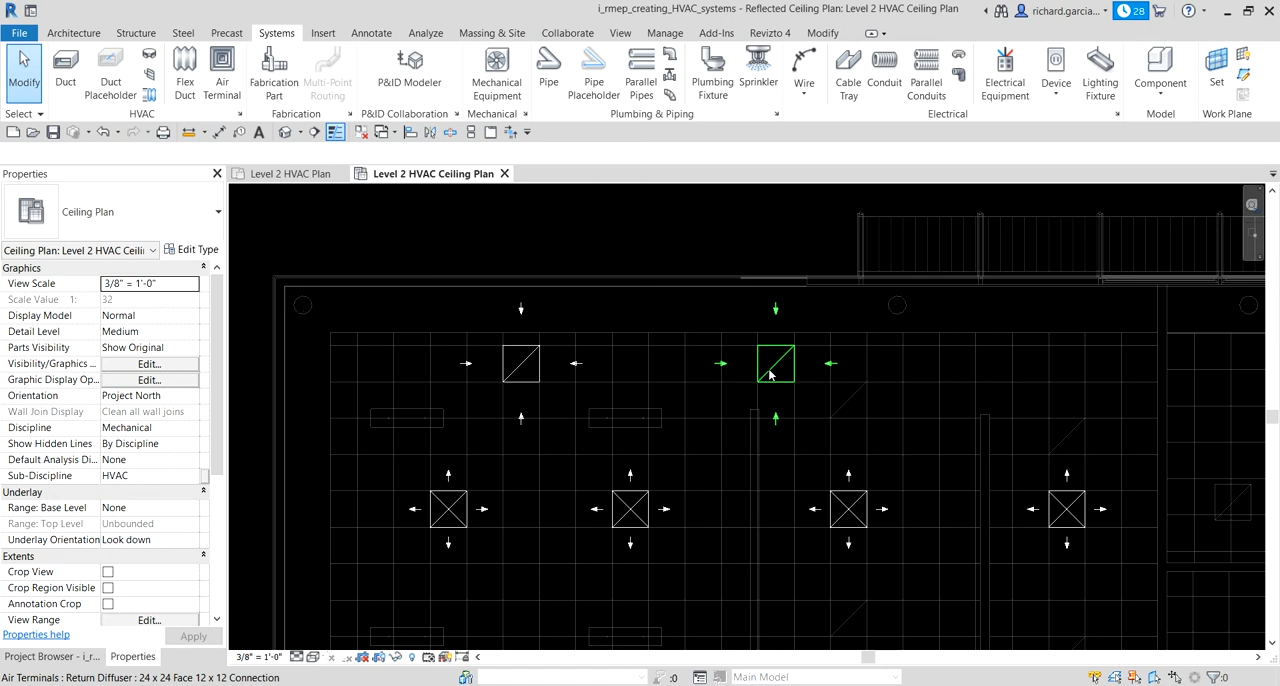 i_rmep_creating_HVAC_systems - Reflected Ceiling Plan: Level 2 HVAC Ceiling Plan
richard.garcia...
28
File Architecture Structure Steel Precast Systems Insert Annotate Analyze Massing & Site Collaborate View Manage Add-Ins Revizto 4 Modify
Modify Duct Duct Placeholder Flex Duct Air Terminal Fabrication Part Multi-Point Routing P&ID Modeler Mechanical Equipment Pipe Pipe Placeholder Parallel Pipes Plumbing Fixture Sprinkler Wire Cable Tray Conduit Parallel Conduits Electrical Equipment Device Lighting Fixture Component Set
Select HVAC Fabrication P&ID Collaboration Mechanical Plumbing & Piping Electrical Model Work Plane
Properties
Level 2 HVAC Plan Level 2 HVAC Ceiling Plan
Ceiling Plan
Ceiling Plan: Level 2 HVAC Ceili Edit Type
Graphics
View Scale 3/8" = 1'-0"
Scale Value 1: 32
Display Model Normal
Detail Level Medium
Parts Visibility Show Original
Visibility/Graphics ... Edit...
Graphic Display Op... Edit...
Orientation Project North
Wall Join Display Clean all wall joins
Discipline Mechanical
Show Hidden Lines By Discipline
Default Analysis Di... None
Sub-Discipline HVAC
Underlay
Range: Base Level None
Range: Top Level Unbounded
Underlay Orientation Look down
Extents
Crop View
Crop Region Visible
Annotation Crop
View Range Edit...
Properties help Apply
Project Browser - i_r... Properties
3/8" = 1'-0"
Air Terminals : Return Diffuser : 24 x 24 Face 12 x 12 Connection
:0
Main Model
:0